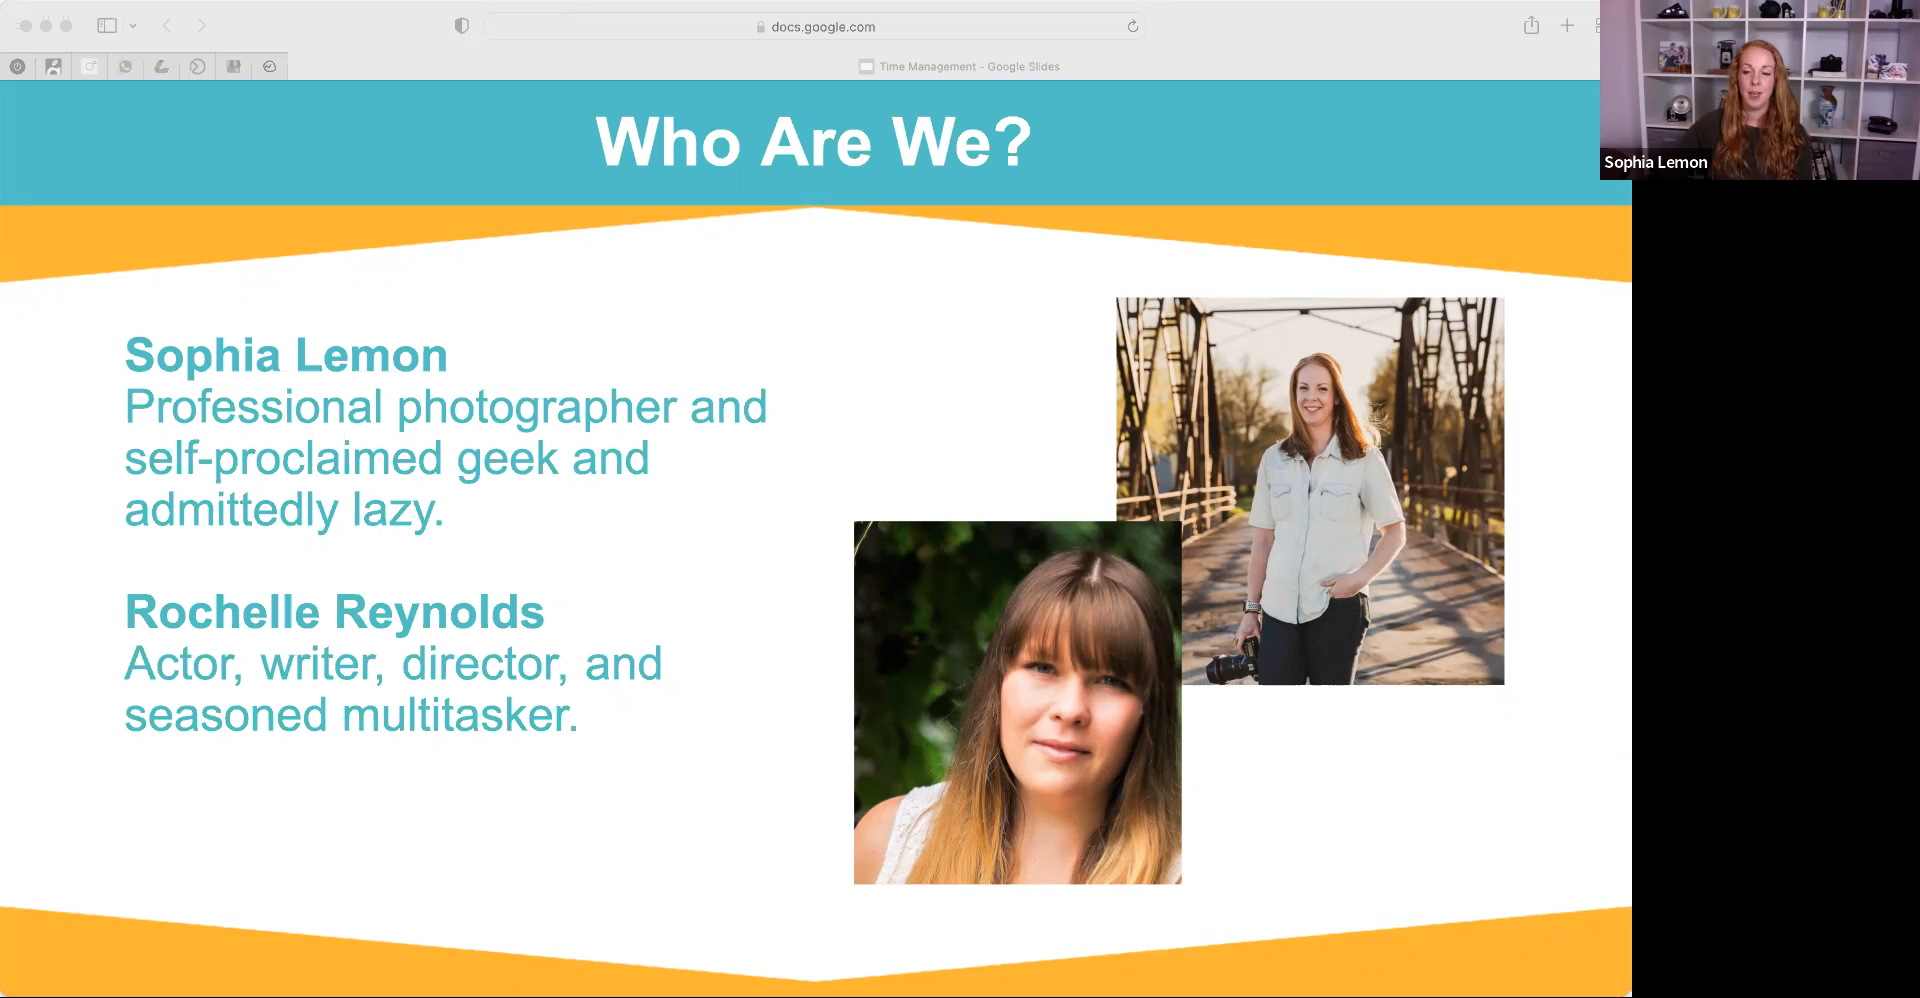 docs.google.com
Time Management - Google Slides
Sophia Lemon
Who Are We?
Sophia Lemon
Professional photographer and
self-proclaimed geek and
admittedly lazy.
Rochelle Reynolds
Actor, writer, director, and
seasoned multitasker.